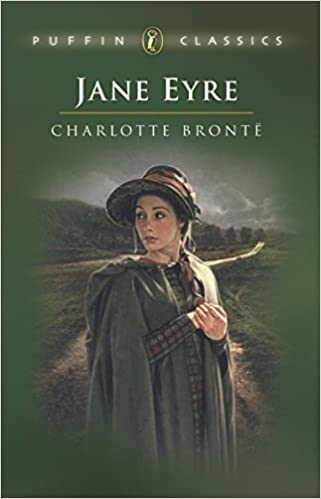 PUFFIN CLASSICS
JANE EYRE
CHARLOTTE BRONTË